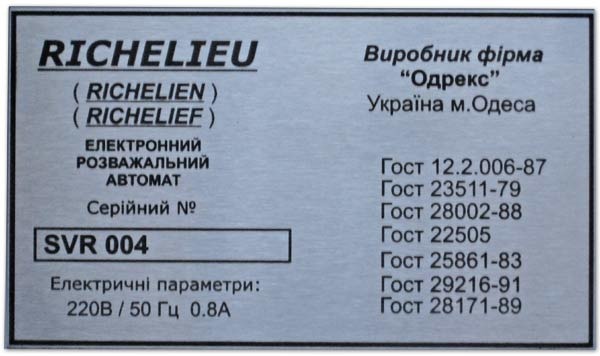 RICHELIEU
( RICHELIEN )
( RICHELIEF )
ЕЛЕКТРОННИЙ
РОЗВАЖАЛЬНИЙ
АВТОМАТ
Серійний №
SVR 004
Електричні параметри:
220В / 50 Гц 0.8А
Виробник фірма
“Одрекс”
Україна м.Одеса
Гост 12.2.006-87
Гост 23511-79
Гост 28002-88
Гост 22505
Гост 25861-83
Гост 29216-91
Гост 28171-89